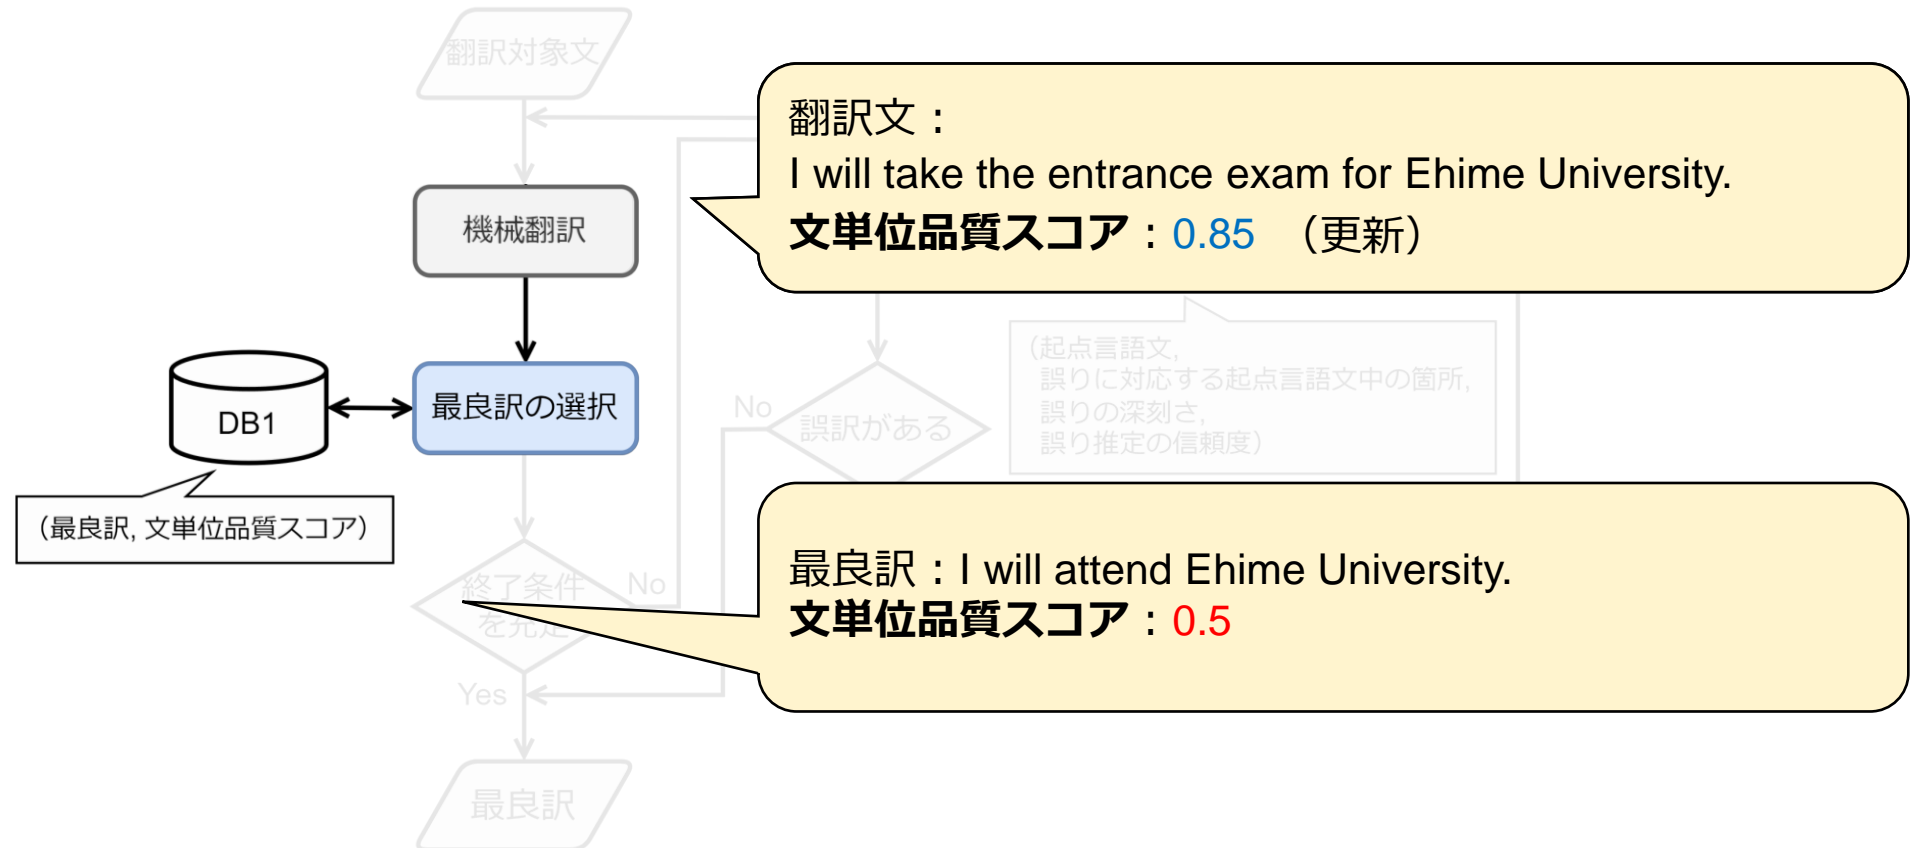 翻訳対象文
翻訳文：
I will take the entrance exam for Ehime University.
文単位品質スコア：0.85 （更新）
機械翻訳
最良訳の選択
DB1
（最良訳, 文単位品質スコア）
No
誤訳がある
（起点言語文,
誤りに対応する起点言語文中の箇所,
誤りの深刻さ,
誤り推定の信頼度）
終了条件
を充足
No
最良訳：I will attend Ehime University.
文単位品質スコア：0.5
Yes
最良訳